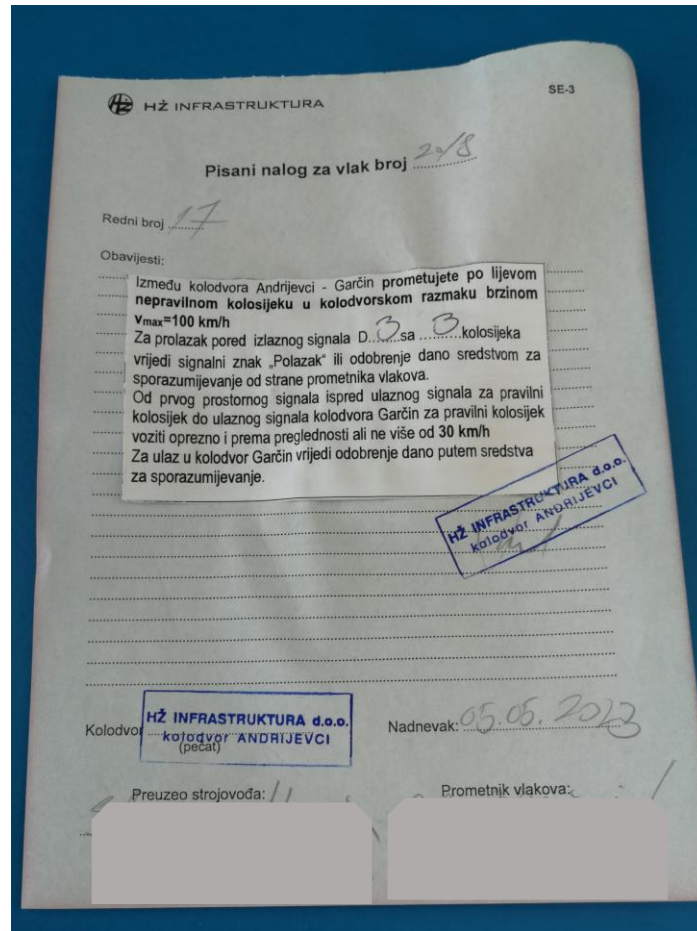 HŽ INFRASTRUKTURA
SE-3
Pisani nalog za vlak broj 2018
Redni broj 17
Obavijesti:
Između kolodvora Andrijevci - Garčin prometujete po lijevom
nepravilnom kolosijeku u kolodvorskom razmaku brzinom
vmax=100 km/h
Za prolazak pored izlaznog signala D 3 sa 3 kolosijeka
vrijedi signalni znak „Polazak“ ili odobrenje dano sredstvom za
sporazumijevanje od strane prometnika vlakova.
Od prvog prostornog signala ispred ulaznog signala za pravilni
kolosijek do ulaznog signala kolodvora Garčin za pravilni kolosijek
voziti oprezno i prema preglednosti ali ne više od 30 km/h
Za ulaz u kolodvor Garčin vrijedi odobrenje dano putem sredstva
za sporazumijevanje.
HŽ INFRASTRUKTURA d.o.o.
kolodvor ANDRIJEVCI
Kolodvor
HŽ INFRASTRUKTURA d.o.o.
kolodvor ANDRIJEVCI
(pečat)
Nadnevak: 05.05.2023
Preuzeo strojovođa:
Prometnik vlakova: